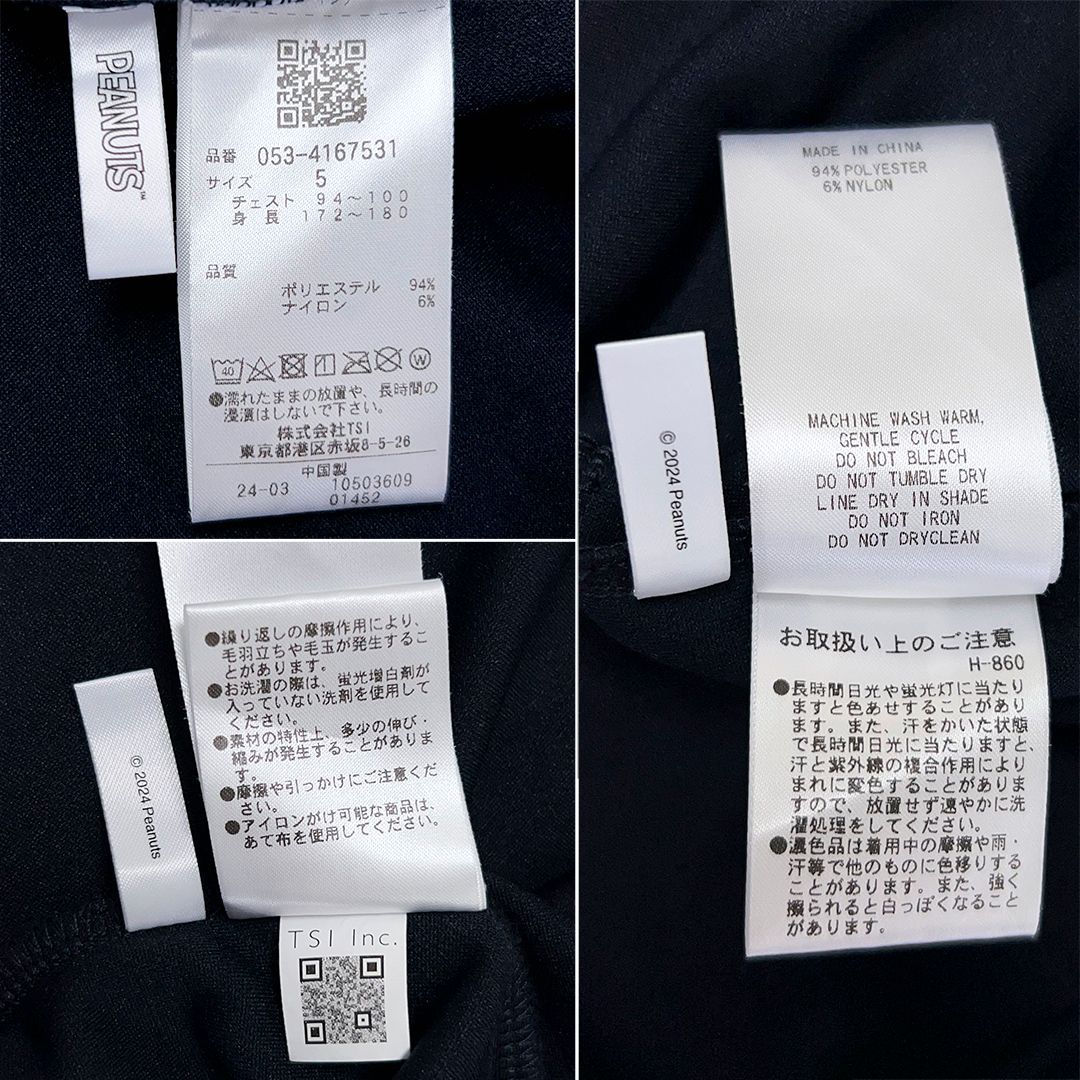 PEANUTS™
品番 053-4167531
サイズ 5
チェスト 94～100
身長 172～180
品質
ポリエステル 94%
ナイロン 6%
40
W
●濡れたままの放置や、長時間の
浸漬はしないで下さい。
株式会社TSI
東京都港区赤坂8-5-26
中国製
24-03 10503609
01452
MADE IN CHINA
94% POLYESTER
6% NYLON
MACHINE WASH WARM,
GENTLE CYCLE
DO NOT BLEACH
DO NOT TUMBLE DRY
LINE DRY IN SHADE
DO NOT IRON
DO NOT DRYCLEAN
© 2024 Peanuts
お取扱い上のご注意
H-860
●長時間日光や蛍光灯に当たり
ますと色あせすることがあり
ます。また、汗をかいた状態
で長時間日光に当たりますと、
汗と紫外線の複合作用により
まれに変色することがありま
すので、放置せず速やかに洗
濯処理をしてください。
●濃色品は着用中の摩擦や雨・
汗等で他のものに色移りする
ことがあります。また、強く
擦られると白っぽくなること
があります。
●繰り返しの摩擦作用により、
毛羽立ちや毛玉が発生するこ
とがあります。
●お洗濯の際は、蛍光増白剤が
入っていない洗剤を使用して
ください。
●素材の特性上、多少の伸び・
縮みが発生することがありま
す。
●摩擦や引っかけにご注意くだ
さい。
●アイロンがけ可能な商品は、
あて布を使用してください。
© 2024 Peanuts
TSI Inc.